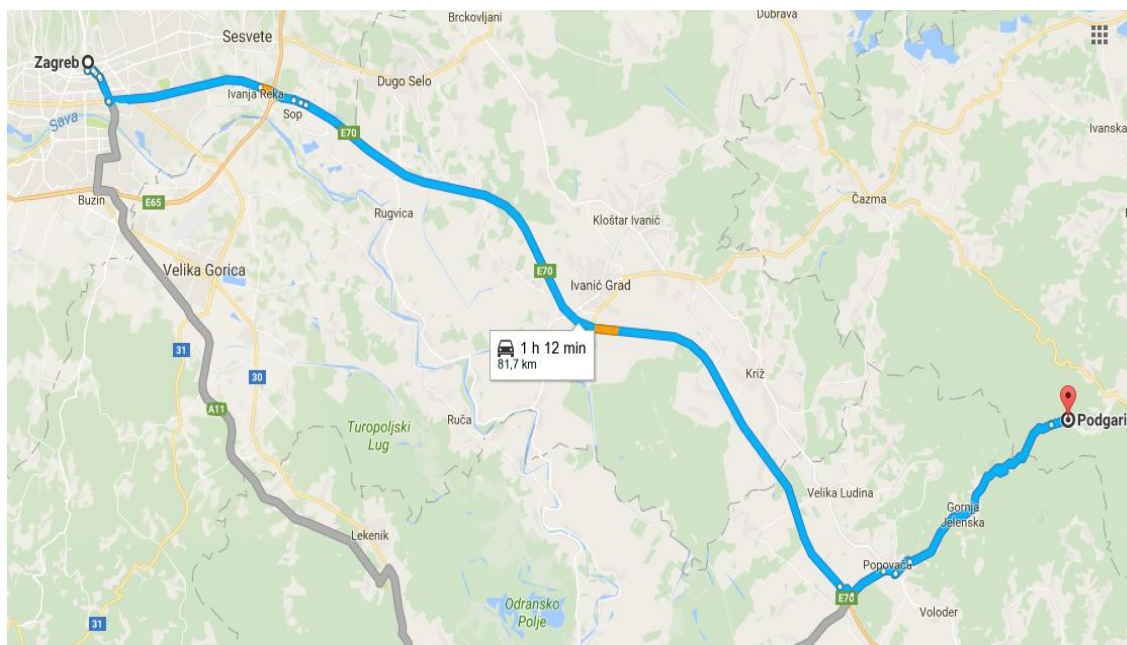 Brckovljani
Dubrava
Sesvete
Zagreb
Dugo Selo
Ivanja Reka
Sop
Sava
E70
Ivanska
Čazma
Buzin
E65
Rugvica
Kloštar Ivanić
Velika Gorica
E70
Ivanić Grad
1 h 12 min
81,7 km
31
30
Križ
A11
Ruča
Turopoljski
Lug
Podgari
Velika Ludina
Gornja
Jelenska
Lekenik
Popovača
E70
Odransko
Polje
Voloder
31